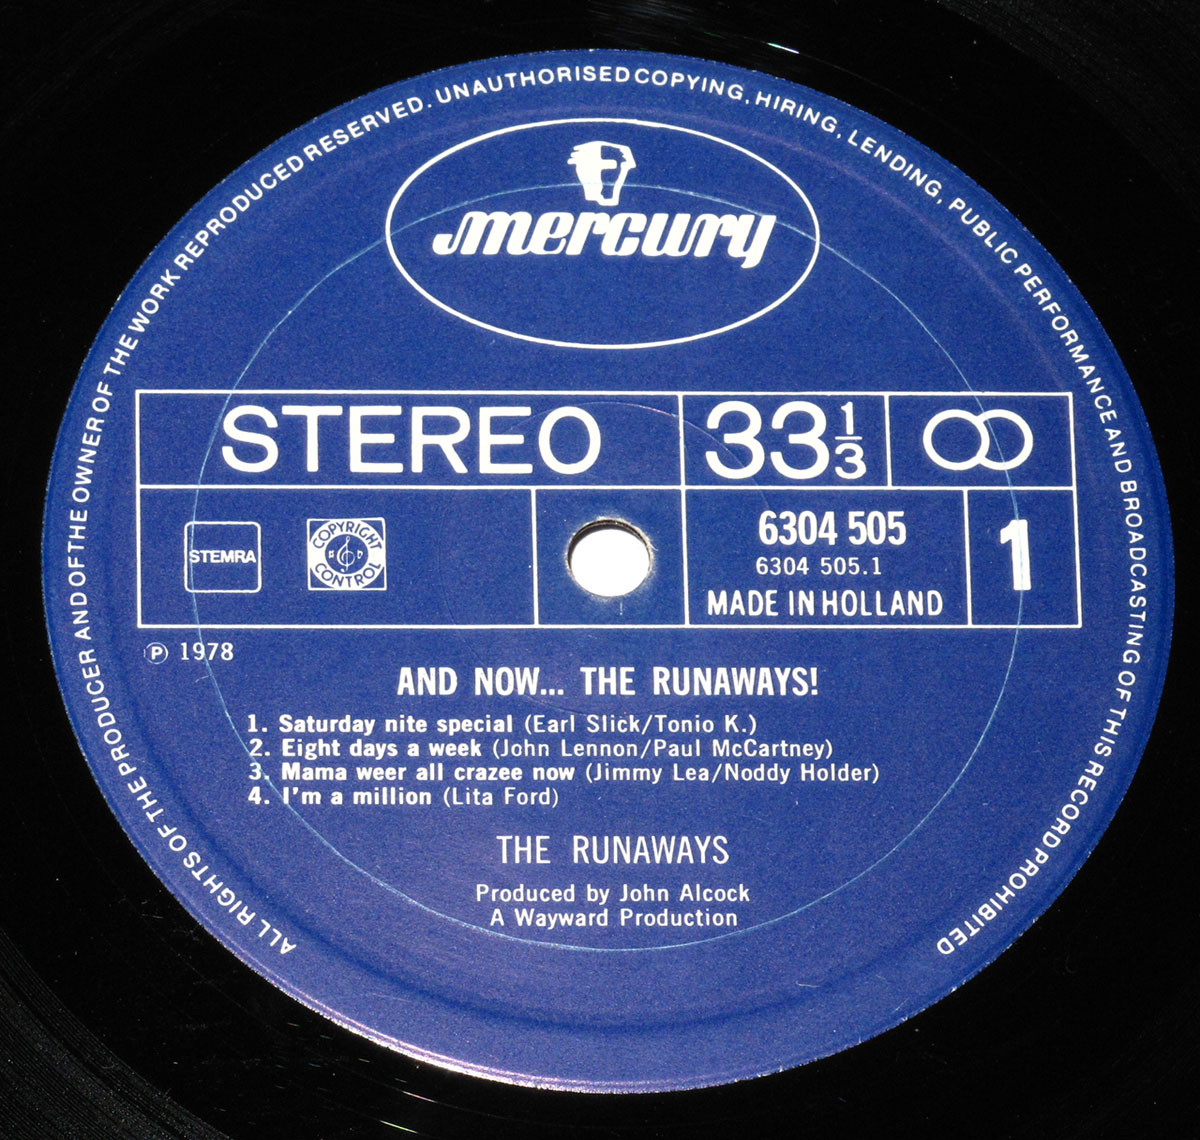 ALL RIGHTS OF THE PRODUCER AND OF THE OWNER OF THE WORK REPRODUCED RESERVED. UNAUTHORISED COPYING, HIRING, LENDING, PUBLIC PERFORMANCE AND BROADCASTING OF THIS RECORD PROHIBITED
mercury
STEREO 33 1/3
STEMRA COPYRIGHT CONTROL
6304 505
6304 505.1
MADE IN HOLLAND
1
℗ 1978
AND NOW... THE RUNAWAYS!
1. Saturday nite special (Earl Slick/Tonio K.)
2. Eight days a week (John Lennon/Paul McCartney)
3. Mama weer all crazee now (Jimmy Lea/Noddy Holder)
4. I'm a million (Lita Ford)
THE RUNAWAYS
Produced by John Alcock
A Wayward Production